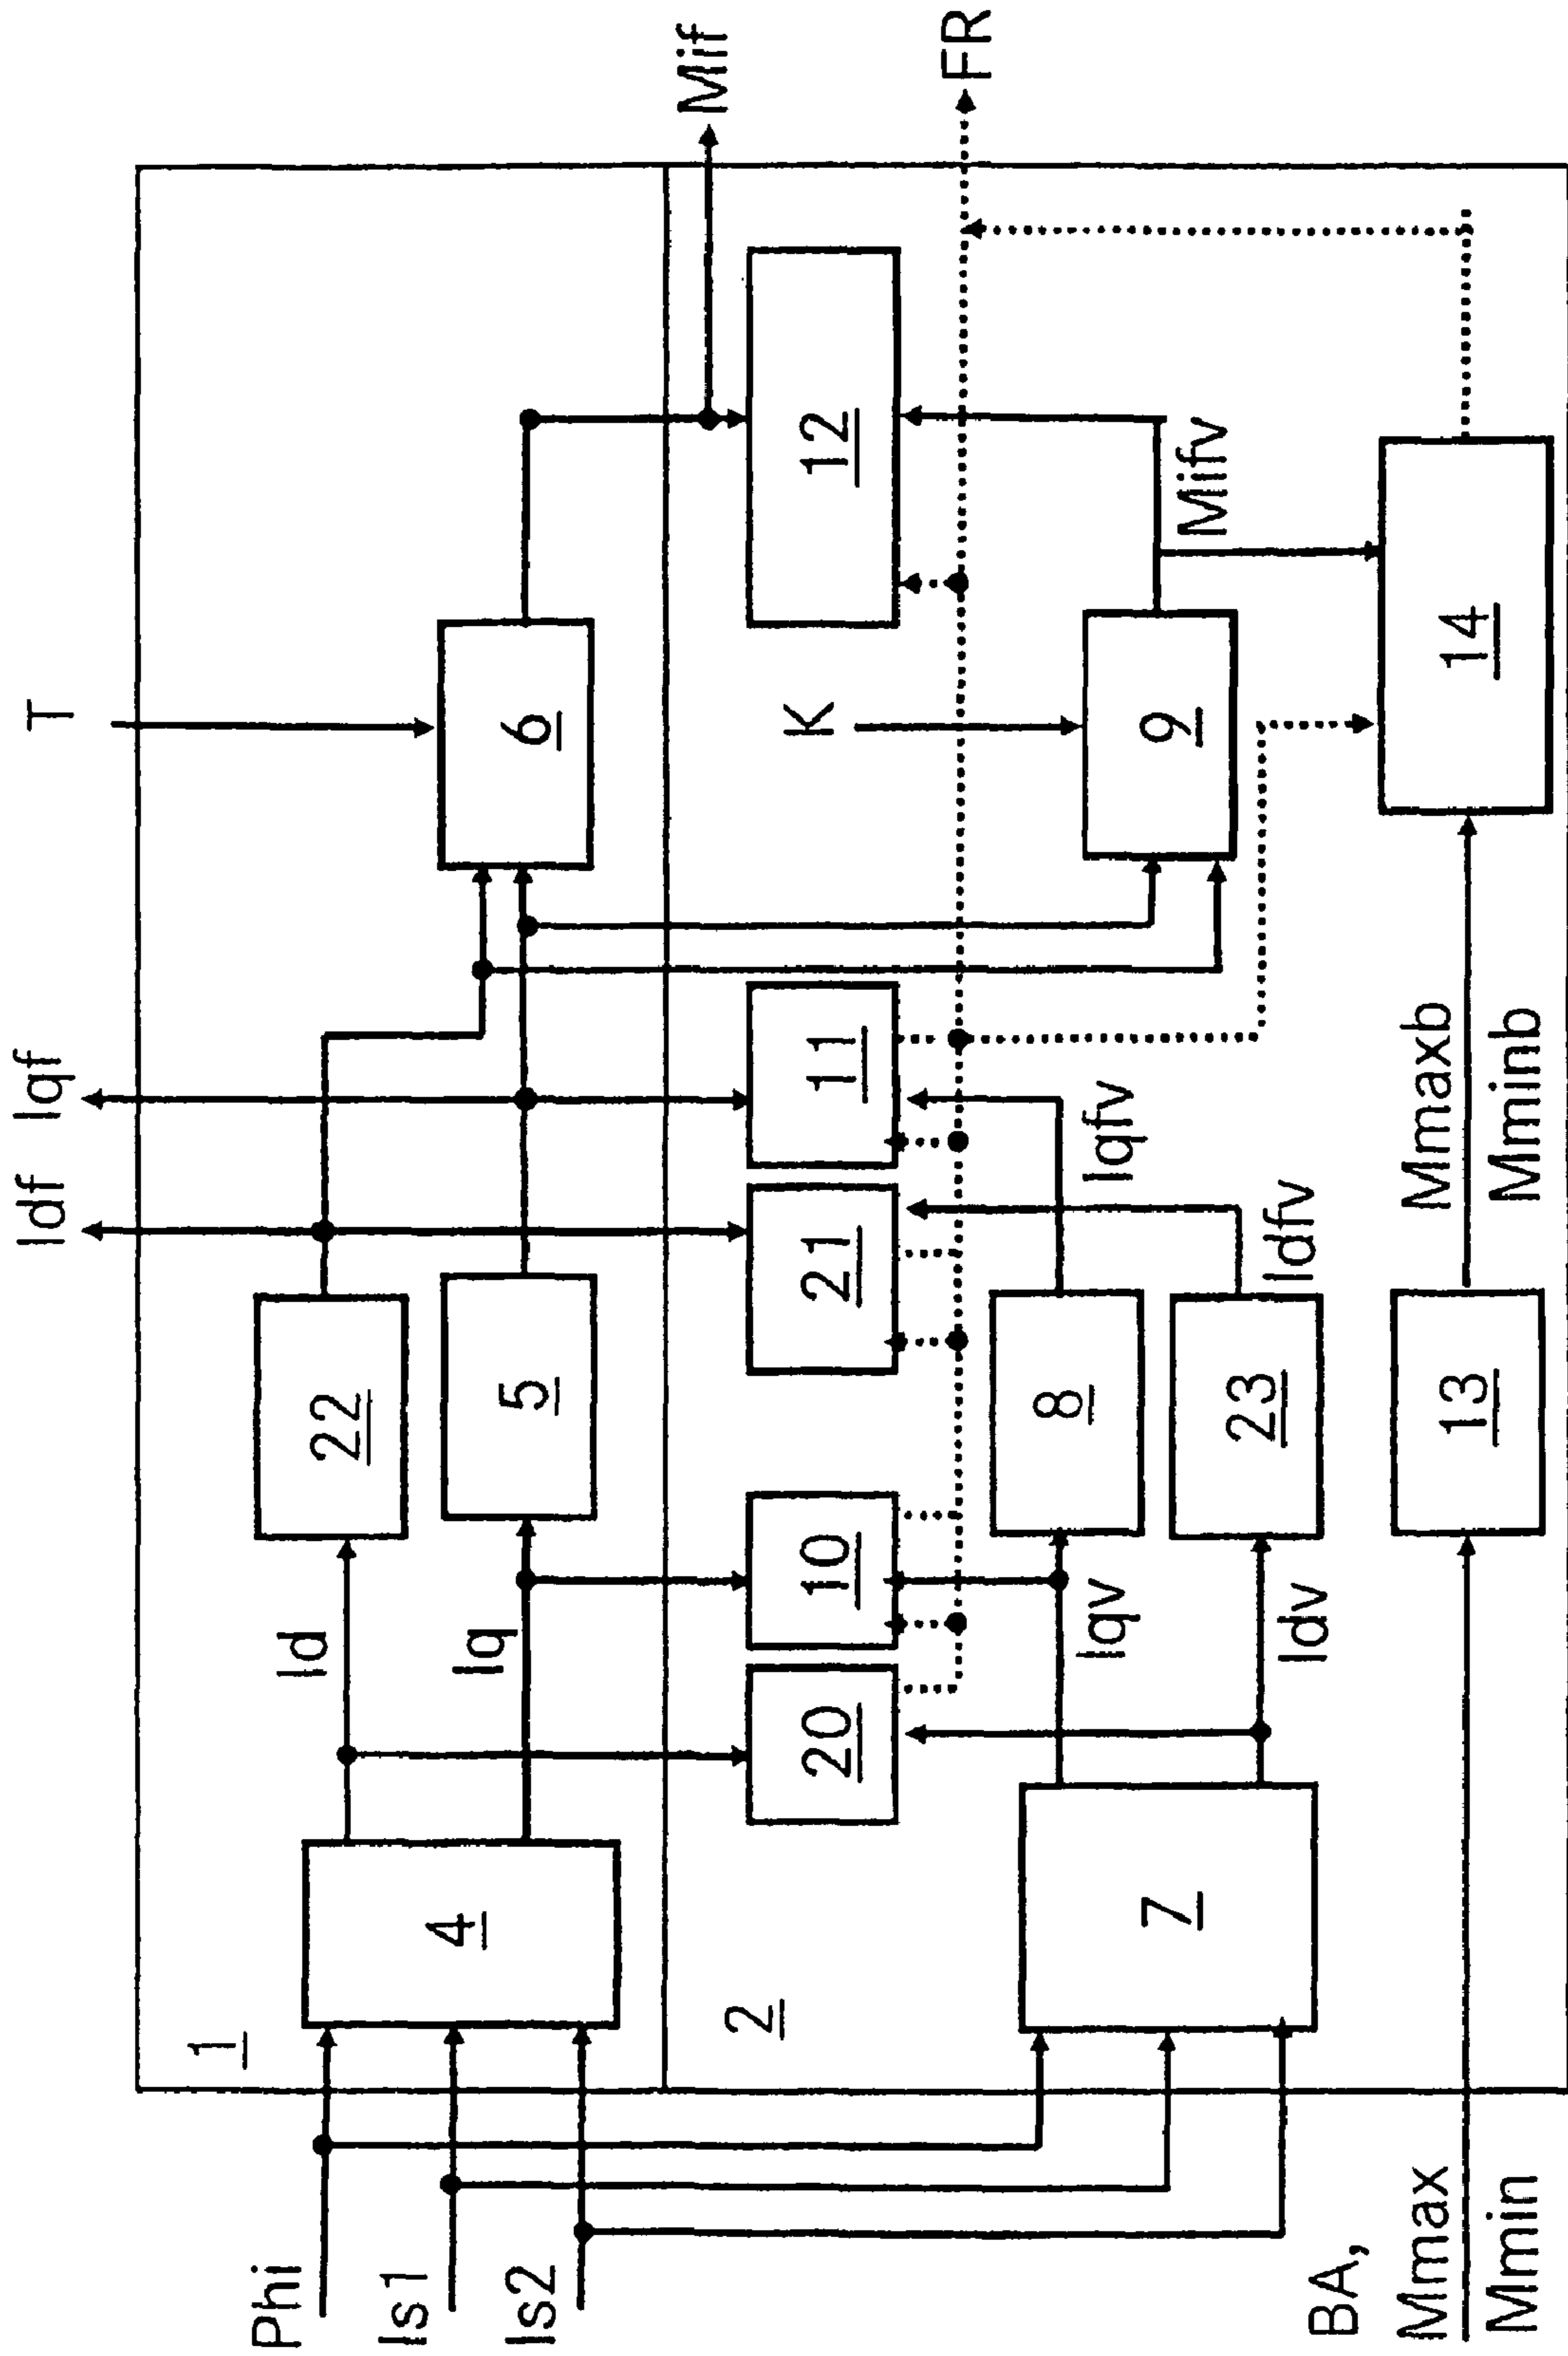 T
Idf
Iqf
Mif
FR
1
22
Id
Iq
4
5
6
Phi
Is1
Is2
2
20
10
21
11
12
K
Iqv
8
Iqfv
7
Idv
23
Idfv
9
Mifv
BA,
Mmax
Mmin
13
Mmaxb
Mminb
14